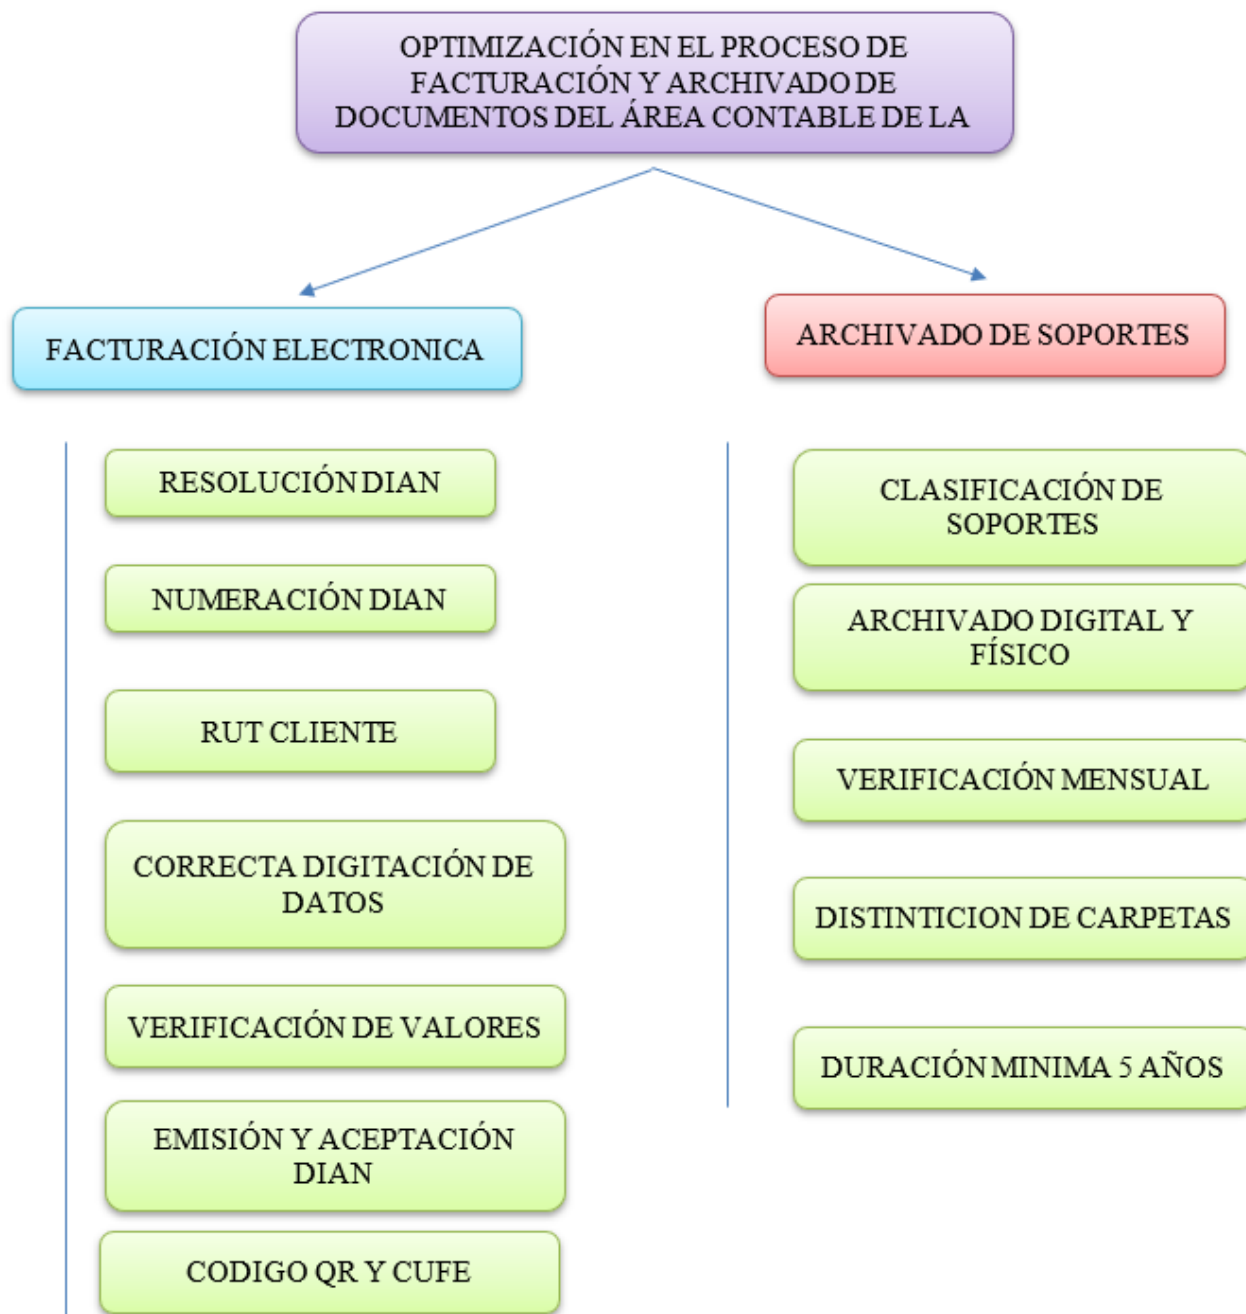 OPTIMIZACIÓN EN EL PROCESO DE
FACTURACIÓN Y ARCHIVADO DE
DOCUMENTOS DEL ÁREA CONTABLE DE LA
FACTURACIÓN ELECTRONICA
RESOLUCIÓN DIAN
NUMERACIÓN DIAN
RUT CLIENTE
CORRECTA DIGITACIÓN DE
DATOS
VERIFICACIÓN DE VALORES
EMISIÓN Y ACEPTACIÓN
DIAN
CODIGO QR Y CUFE
ARCHIVADO DE SOPORTES
CLASIFICACIÓN DE
SOPORTES
ARCHIVADO DIGITAL Y
FÍSICO
VERIFICACIÓN MENSUAL
DISTINTICION DE CARPETAS
DURACIÓN MINIMA 5 AÑOS